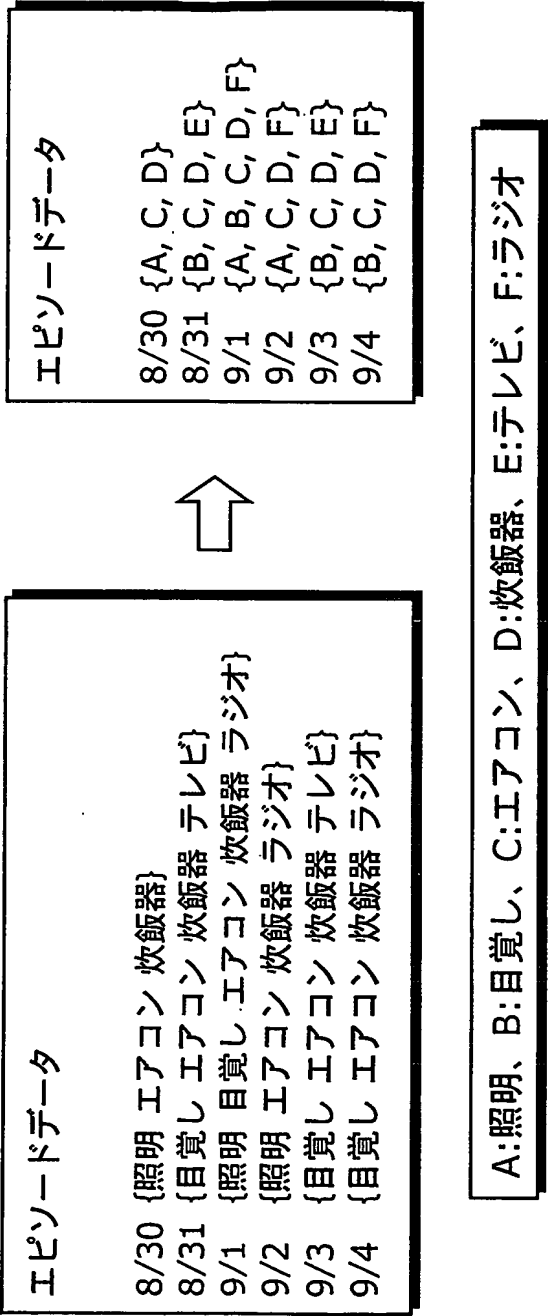 エピソードデータ
8/30 {照明 エアコン 炊飯器}
8/31 {目覚し エアコン 炊飯器 テレビ}
9/1 {照明 目覚し エアコン 炊飯器 ラジオ}
9/2 {照明 エアコン 炊飯器 ラジオ}
9/3 {目覚し エアコン 炊飯器 テレビ}
9/4 {目覚し エアコン 炊飯器 ラジオ}
エピソードデータ
8/30 {A, C, D}
8/31 {B, C, D, E}
9/1 {A, B, C, D, F}
9/2 {A, C, D, F}
9/3 {B, C, D, E}
9/4 {B, C, D, F}
A:照明、B:目覚し、C:エアコン、D:炊飯器、E:テレビ、F:ラジオ